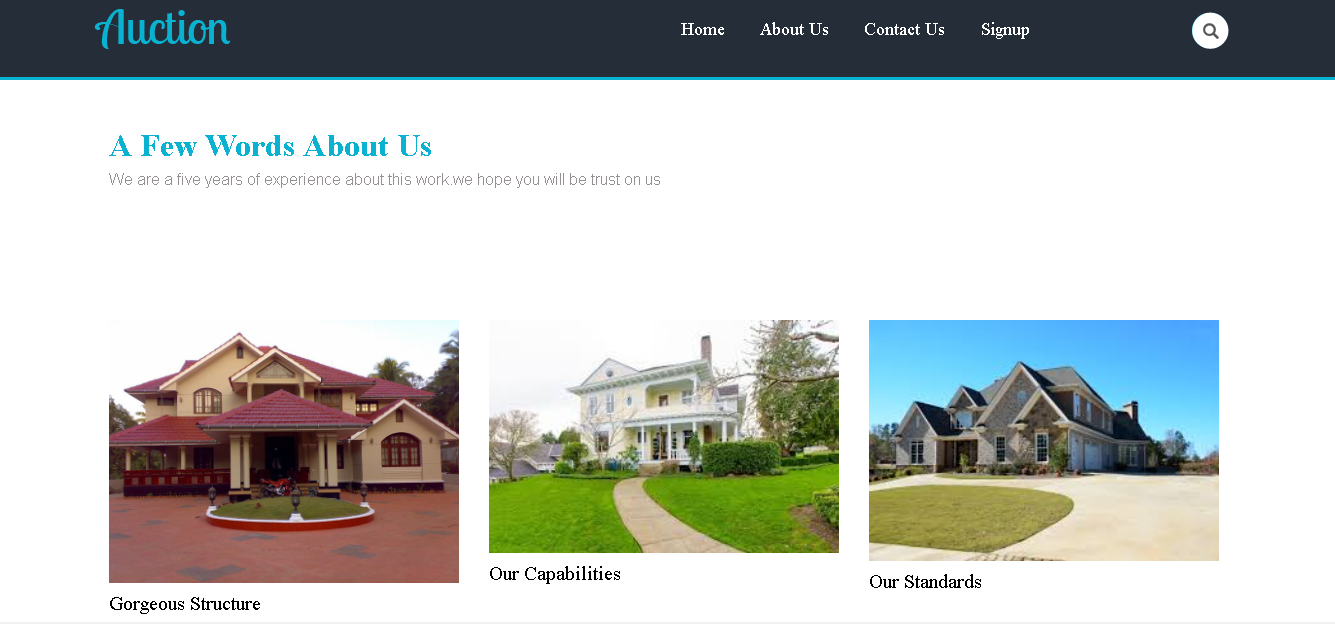 Auction
Home About Us Contact Us Signup
A Few Words About Us
We are a five years of experience about this work.we hope you will be trust on us
Gorgeous Structure
Our Capabilities
Our Standards